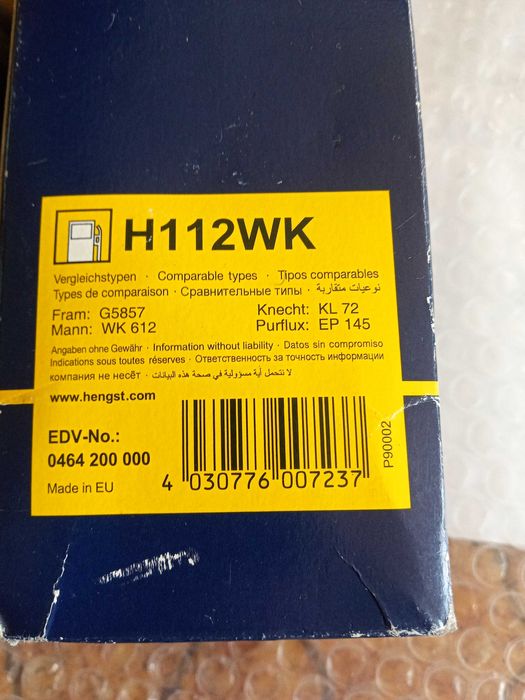 H112WK
Vergleichstypen · Comparable types · Tipos comparables
Types de comparaison · Сравнительные типы · نوعيات متقاربة
Fram: G5857 Knecht: KL 72
Mann: WK 612 Purflux: EP 145
Angaben ohne Gewähr · Information without liability · Datos sin compromiso
Indications sous toutes réserves · Ответственность за точность информации
компания не несёт · لا نتحمل أية مسؤولية في صحة هذه البيانات
www.hengst.com
EDV-No.:
0464 200 000
Made in EU
4 030776 007237
P90002